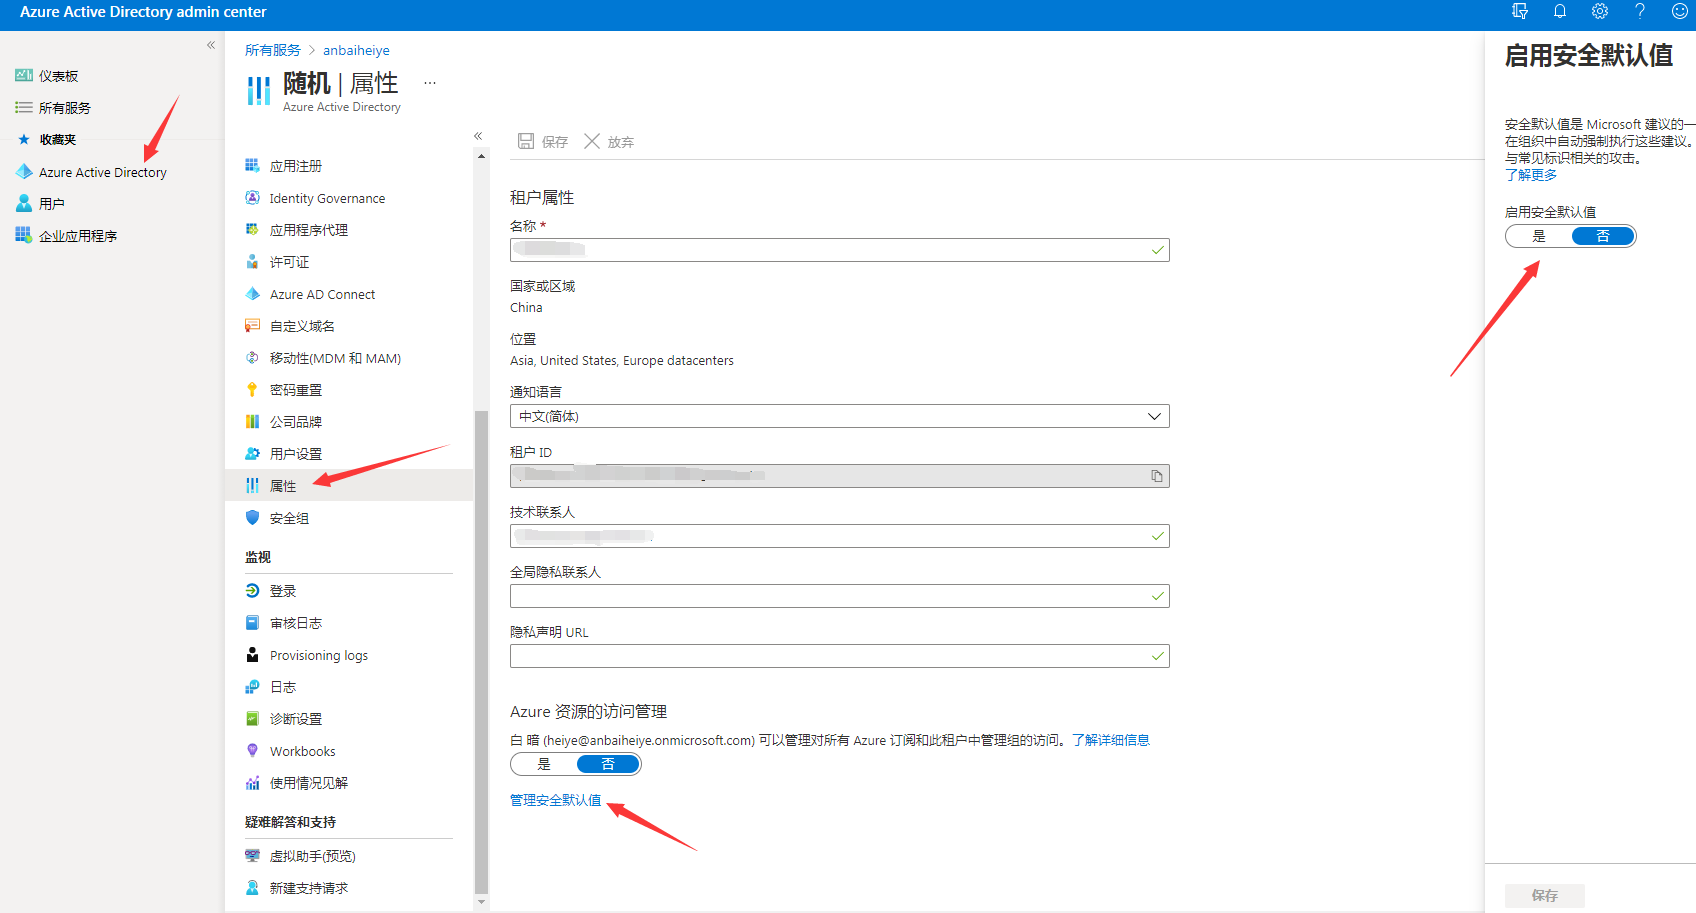 Azure Active Directory admin center
仪表板
所有服务
收藏夹
Azure Active Directory
用户
企业应用程序
所有服务 > anbaiheiye
随机 | 属性 ...
Azure Active Directory
应用注册
Identity Governance
应用程序代理
许可证
Azure AD Connect
自定义域名
移动性(MDM 和 MAM)
密码重置
公司品牌
用户设置
属性
安全组
监视
登录
审核日志
Provisioning logs
日志
诊断设置
Workbooks
使用情况见解
疑难解答和支持
虚拟助手(预览)
新建支持请求
保存 放弃
租户属性
名称 *
国家或区域
China
位置
Asia, United States, Europe datacenters
通知语言
中文(简体)
租户 ID
技术联系人
全局隐私联系人
隐私声明 URL
Azure 资源的访问管理
白 暗 (heiye@anbaiheiye.onmicrosoft.com) 可以管理对所有 Azure 订阅和此租户中管理组的访问。了解详细信息
是 否
管理安全默认值
启用安全默认值
安全默认值是 Microsoft 建议的一
在组织中自动强制执行这些建议。
与常见标识相关的攻击。
了解更多
启用安全默认值
是 否
保存